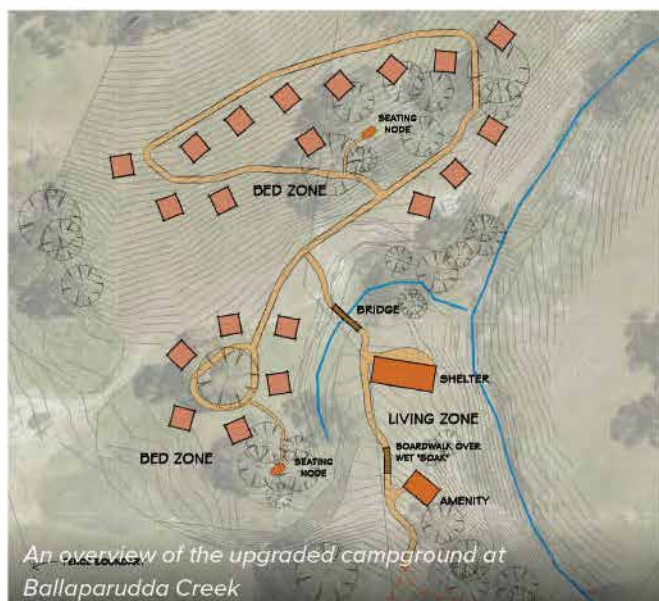 SEATING
NODE
BED ZONE
BRIDGE
SHELTER
LIVING ZONE
BOARDWALK OVER
WET "SOAK"
BED ZONE
SEATING
NODE
AMENITY
An overview of the upgraded campground at
Ballaparudda Creek